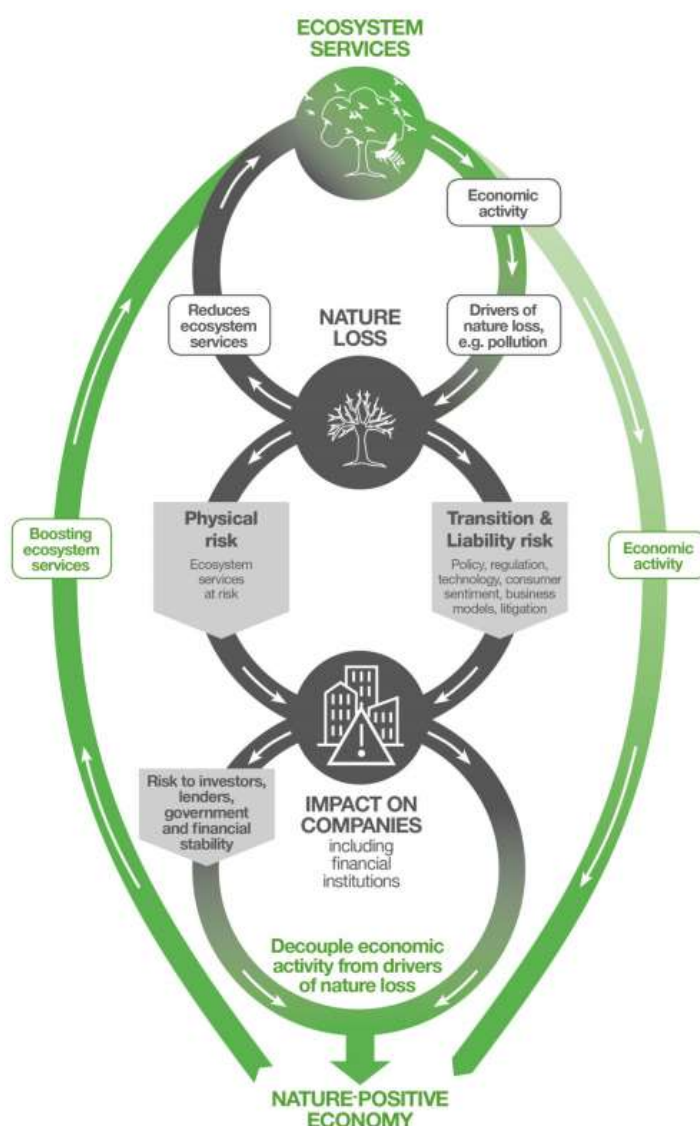 ECOSYSTEM
SERVICES
Economic
activity
Reduces
ecosystem
services
NATURE
LOSS
Drivers of
nature loss,
e.g. pollution
Physical
risk
Ecosystem
services
at risk
Transition &
Liability risk
Policy, regulation,
technology, consumer
sentiment, business
models, litigation
Boosting
ecosystem
services
Economic
activity
Risk to investors,
lenders,
government
and financial
stability
IMPACT ON
COMPANIES
including
financial
institutions
Decouple economic
activity from drivers
of nature loss
NATURE-POSITIVE
ECONOMY